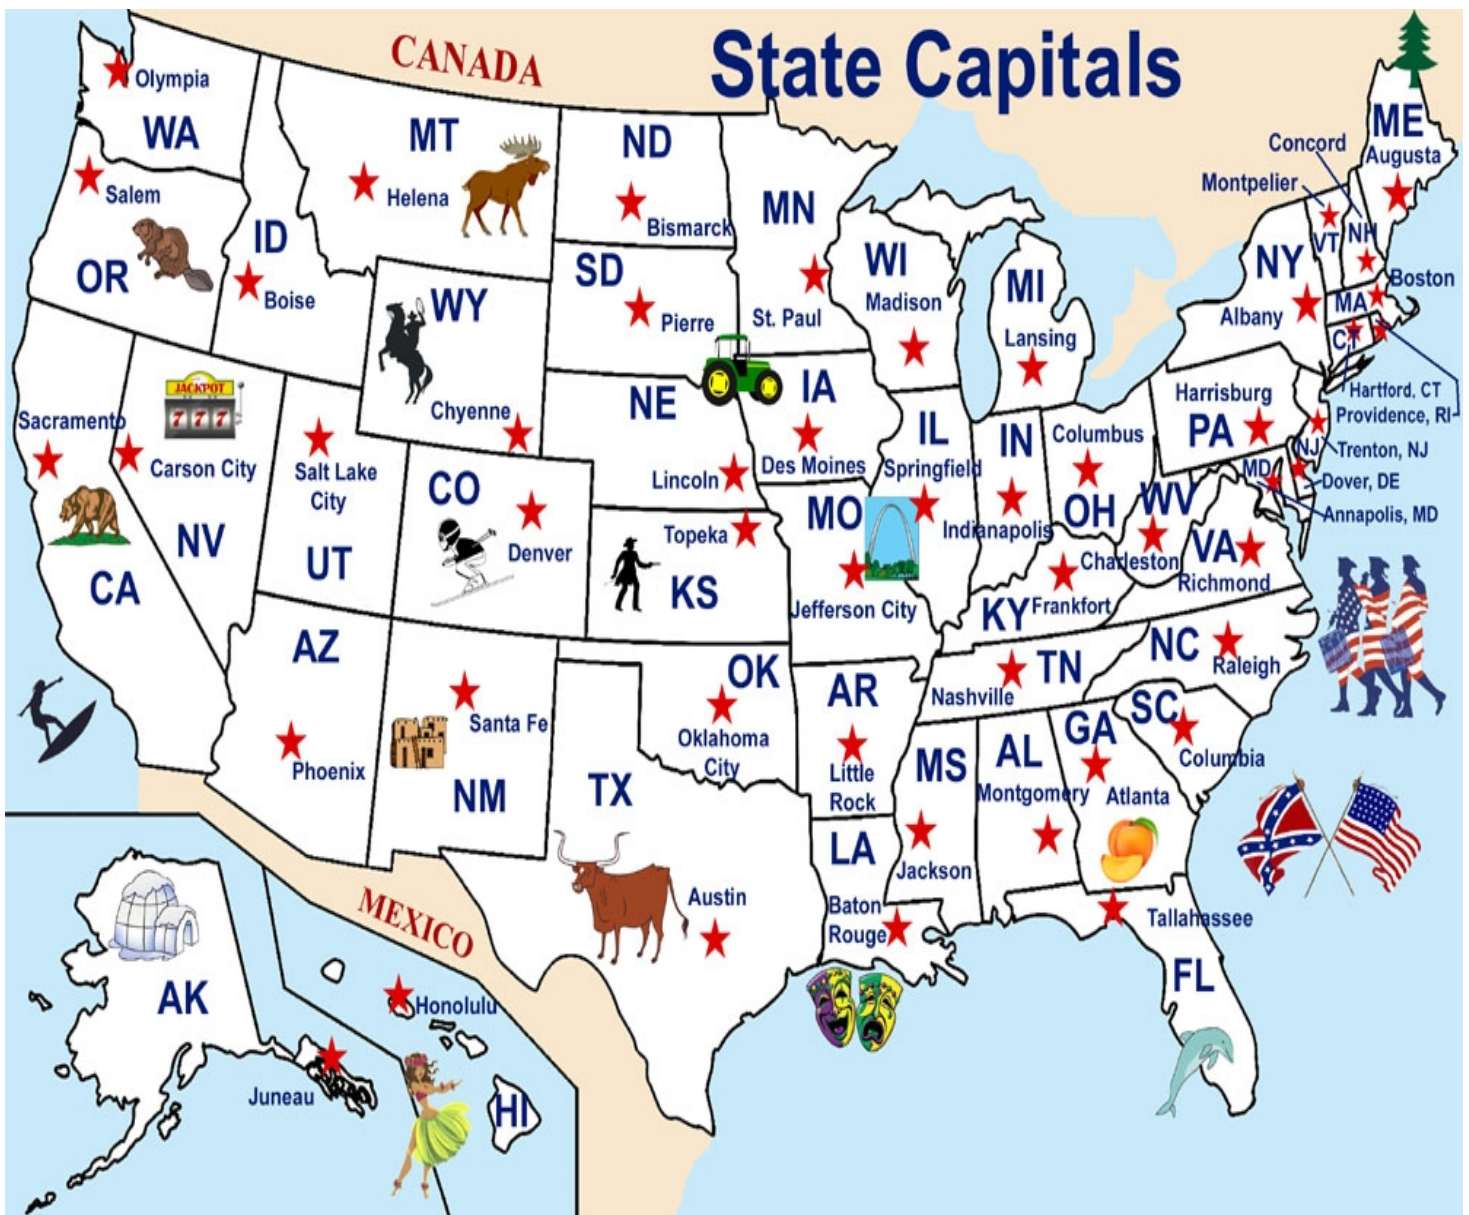 State Capitals
CANADA
Olympia
WA
MT
Helena
ND
Bismarck
MN
St. Paul
ME
Augusta
Concord
Montpelier
VT
NH
Salem
OR
ID
Boise
WY
Chyenne
SD
Pierre
WI
Madison
MI
Lansing
NY
Albany
Boston
MA
CT
Hartford, CT
Providence, RI
JACKPOT
7 7 7
Sacramento
Carson City
NV
CA
Salt Lake
City
UT
CO
Denver
NE
Lincoln
IA
Des Moines
IL
Springfield
IN
Indianapolis
Columbus
OH
Harrisburg
PA
NJ
Trenton, NJ
MD
Dover, DE
Annapolis, MD
Topeka
KS
MO
Jefferson City
WV
Charleston
VA
Richmond
KY
Frankfort
AZ
Phoenix
Santa Fe
NM
OK
Oklahoma
City
AR
Little
Rock
TN
Nashville
NC
Raleigh
SC
Columbia
TX
Austin
LA
Baton
Rouge
MS
Jackson
AL
Montgomery
GA
Atlanta
Tallahassee
FL
MEXICO
AK
Juneau
Honolulu
HI